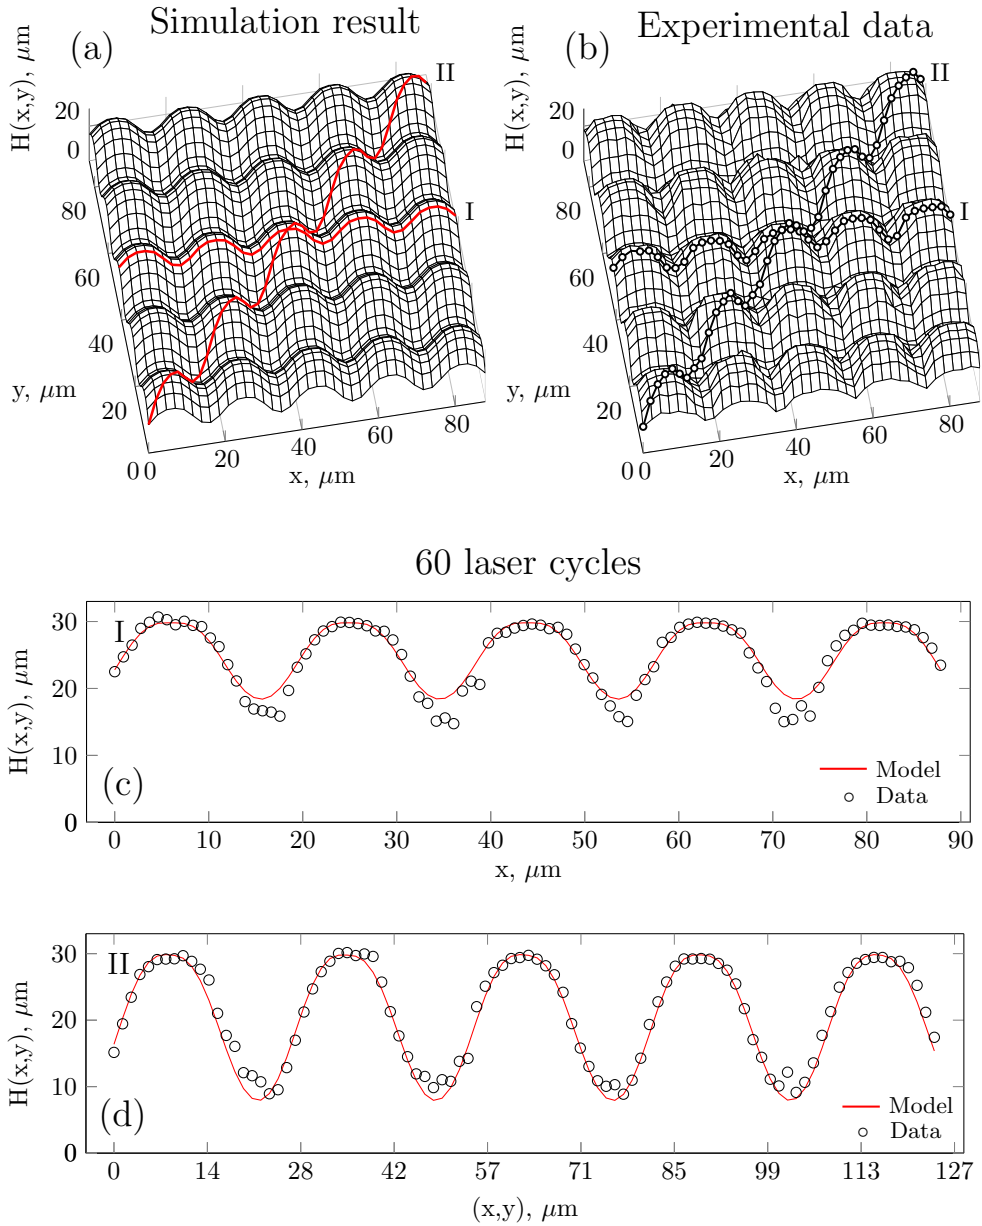 Simulation result
Experimental data
(a)
(b)
H(x,y), μm
20
0
80
60
40
20
0
y, μm
0
20
40
60
80
x, μm
I
II
H(x,y), μm
20
0
80
60
40
20
0
y, μm
0
20
40
60
80
x, μm
I
II
60 laser cycles
I
H(x,y), μm
30
20
10
0
(c)
Model
Data
0 10 20 30 40 50 60 70 80 90
x, μm
II
H(x,y), μm
30
20
10
0
(d)
Model
Data
0 14 28 42 57 71 85 99 113 127
(x,y), μm